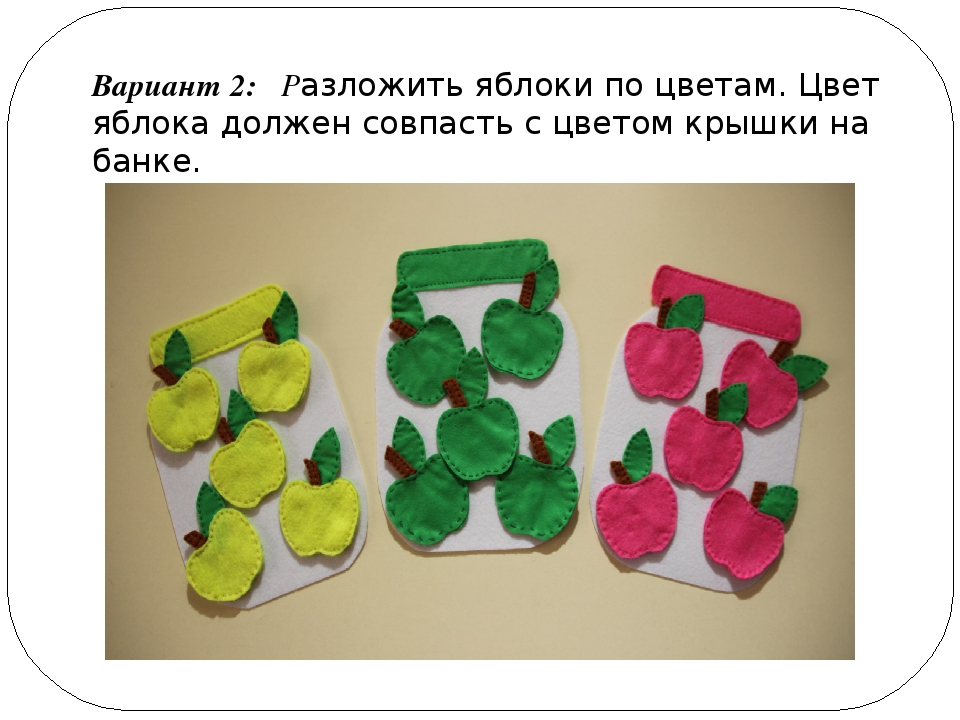 Вариант 2: Разложить яблоки по цветам. Цвет
яблока должен совпасть с цветом крышки на
банке.